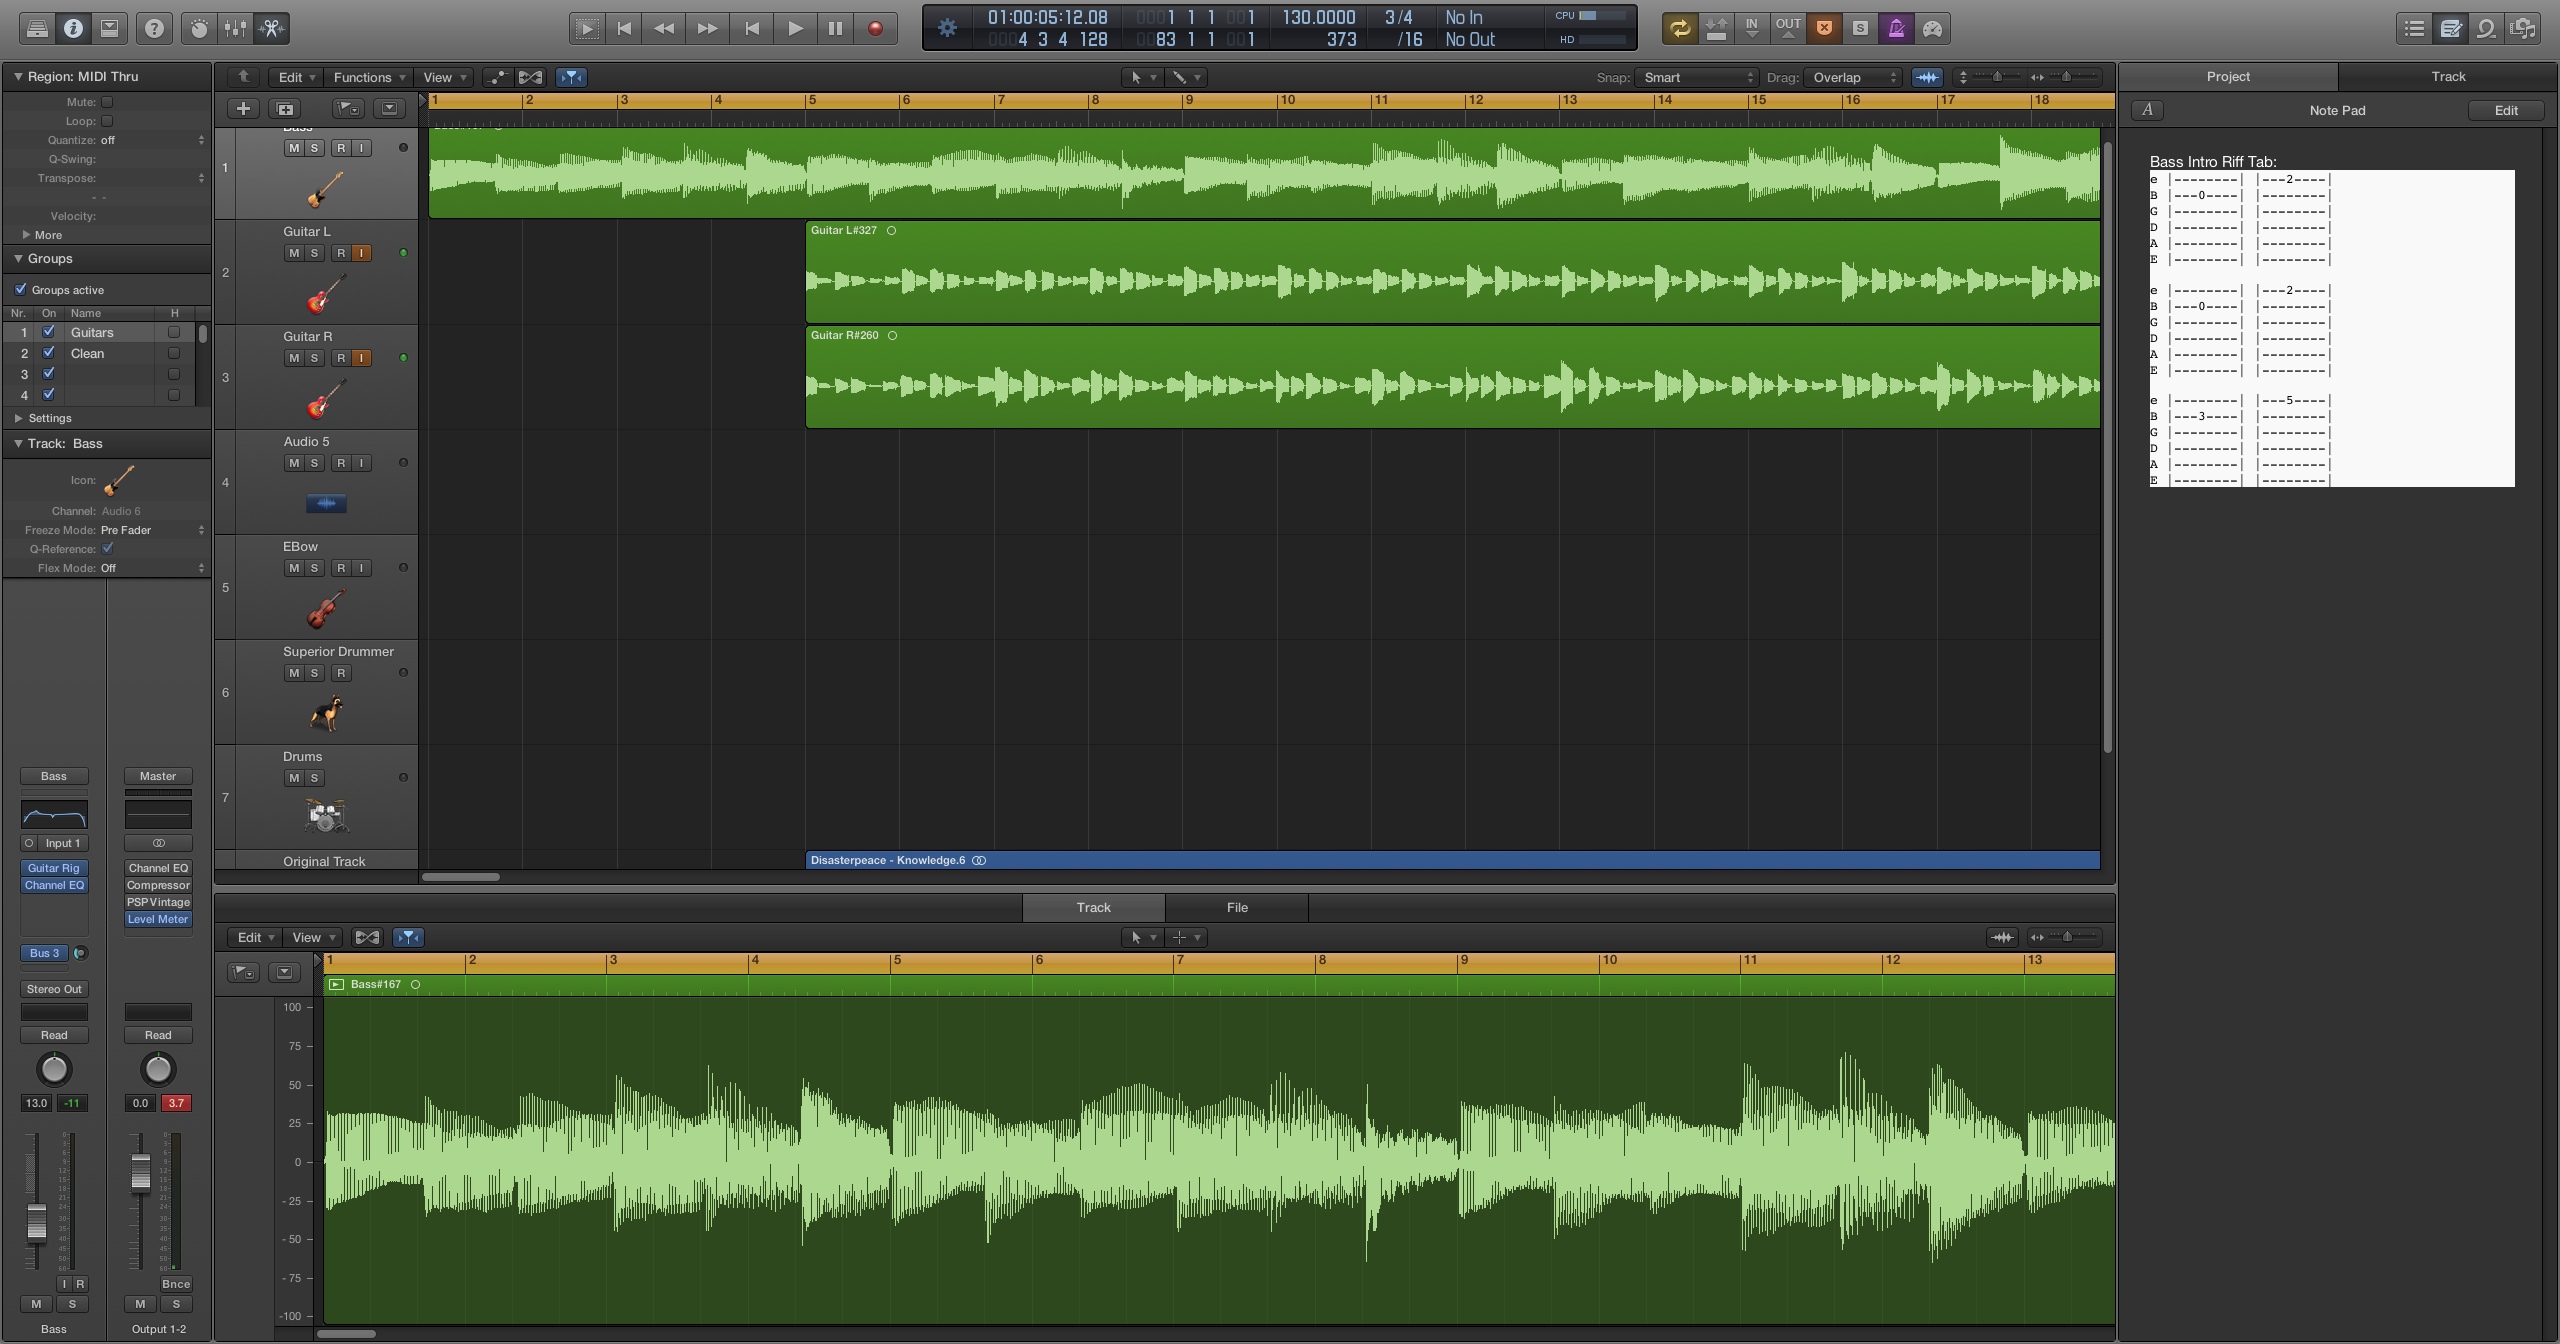 01:00:05:12.08
0001 1 1 001
130.0000
3/4
No In
CPU
IN
OUT
S
0004 3 4 128
0083 1 1 001
373
/16
No Out
HD
Region: MIDI Thru
Mute:
Loop:
Quantize: off
Q-Swing:
Transpose:
- -
Velocity:
More
Groups
Groups active
Nr. On Name H
1 Guitars
2 Clean
3
4
Settings
Track: Bass
Icon:
Channel: Audio 6
Freeze Mode: Pre Fader
Q-Reference:
Flex Mode: Off
Bass
Input 1
Guitar Rig
Channel EQ
Bus 3
Stereo Out
Read
13.0 -11
I R
M S
Bass
Master
Channel EQ
Compressor
PSPVintage
Level Meter
Read
0.0 3.7
Bnce
M S
Output 1-2
Edit Functions View
Snap: Smart Drag: Overlap
1 2 3 4 5 6 7 8 9 10 11 12 13 14 15 16 17 18
1
M S R I
2 Guitar L
M S R I
Guitar L#327
3 Guitar R
M S R I
Guitar R#260
4 Audio 5
M S R I
5 EBow
M S R I
6 Superior Drummer
M S R
7 Drums
M S
Original Track
Disasterpeace - Knowledge.6
Track File
Edit View
1 2 3 4 5 6 7 8 9 10 11 12 13
Bass#167
100
75
50
25
0
- 25
- 50
- 75
-100
Project Track
A Note Pad Edit
Bass Intro Riff Tab:
e |--------| |---2----|
B |---0----| |--------|
G |--------| |--------|
D |--------| |--------|
A |--------| |--------|
E |--------| |--------|
e |--------| |---2----|
B |---0----| |--------|
G |--------| |--------|
D |--------| |--------|
A |--------| |--------|
E |--------| |--------|
e |--------| |---5----|
B |---3----| |--------|
G |--------| |--------|
D |--------| |--------|
A |--------| |--------|
E |--------| |--------|